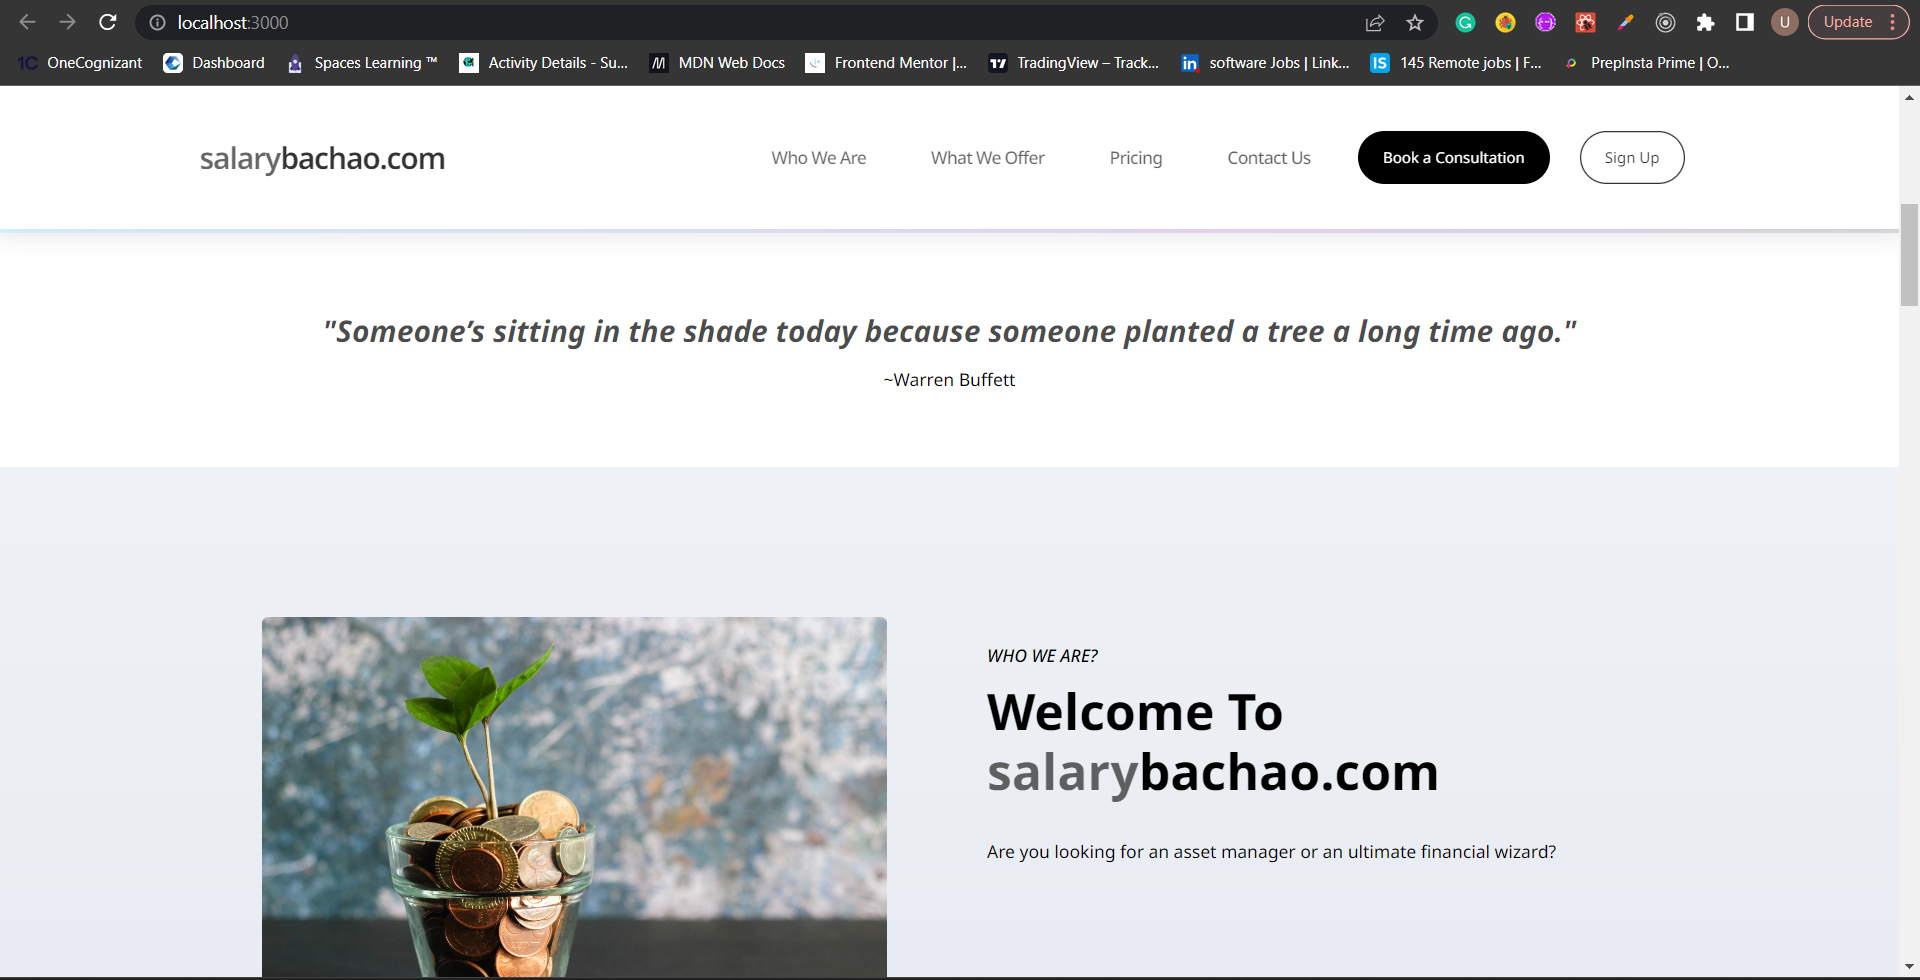 localhost:3000
Update
U
OneCognizant
Dashboard
Spaces Learning ™
Activity Details - Su...
MDN Web Docs
Frontend Mentor |...
TradingView – Track...
software Jobs | Link...
145 Remote jobs | F...
PrepInsta Prime | O...
salarybachao.com
Who We Are
What We Offer
Pricing
Contact Us
Book a Consultation
Sign Up
"Someone’s sitting in the shade today because someone planted a tree a long time ago."
~Warren Buffett
WHO WE ARE?
Welcome To
salarybachao.com
Are you looking for an asset manager or an ultimate financial wizard?